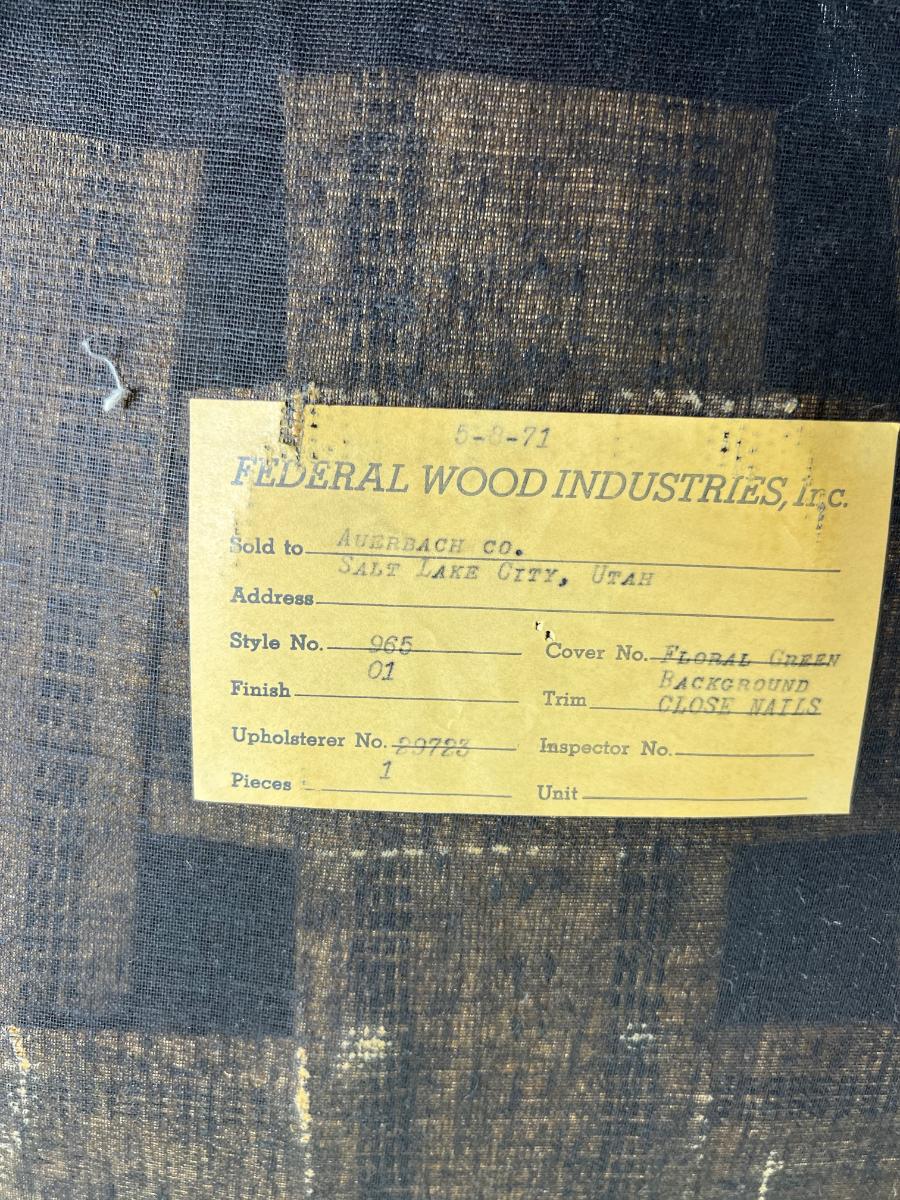 5-8-71
FEDERAL WOOD INDUSTRIES, Inc.
Sold to AUERBACH CO.
SALT LAKE CITY, UTAH
Address
Style No. 965
Cover No. FLORAL GREEN
01
BACKGROUND
Finish
Trim CLOSE NAILS
Upholsterer No. 29723
Inspector No.
1
Pieces
Unit